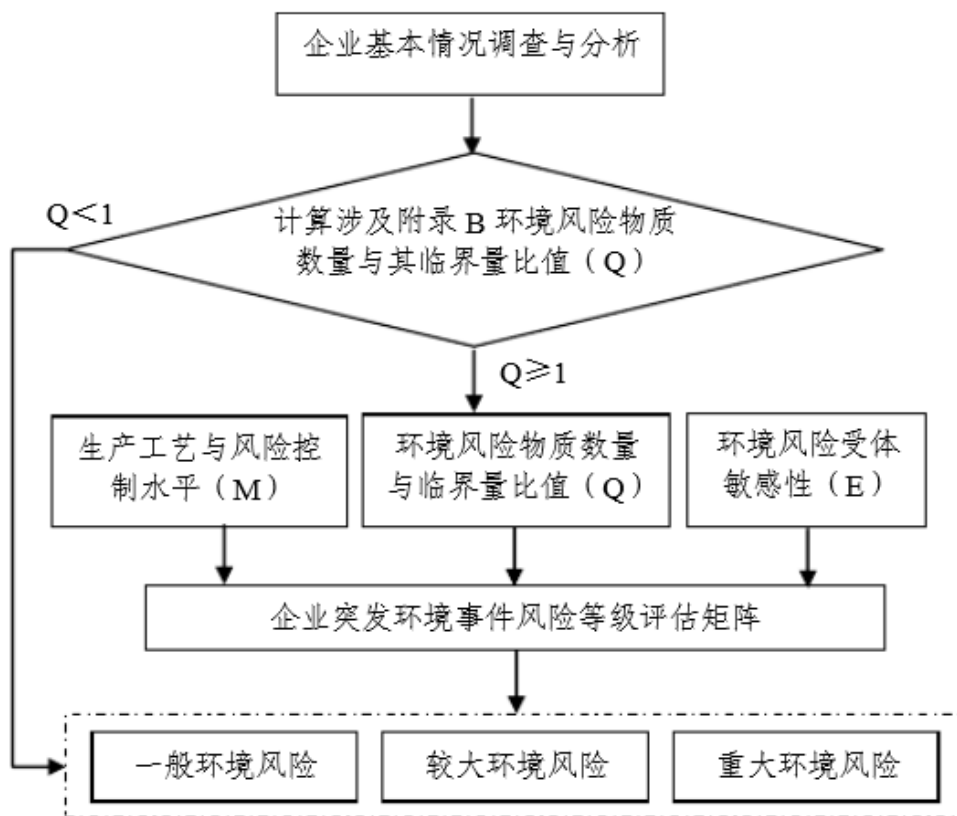 企业基本情况调查与分析
Q＜1
计算涉及附录 B 环境风险物质
数量与其临界量比值（Q）
Q≥1
生产工艺与风险控
制水平（M）
环境风险物质数量
与临界量比值（Q）
环境风险受体
敏感性（E）
企业突发环境事件风险等级评估矩阵
一般环境风险
较大环境风险
重大环境风险